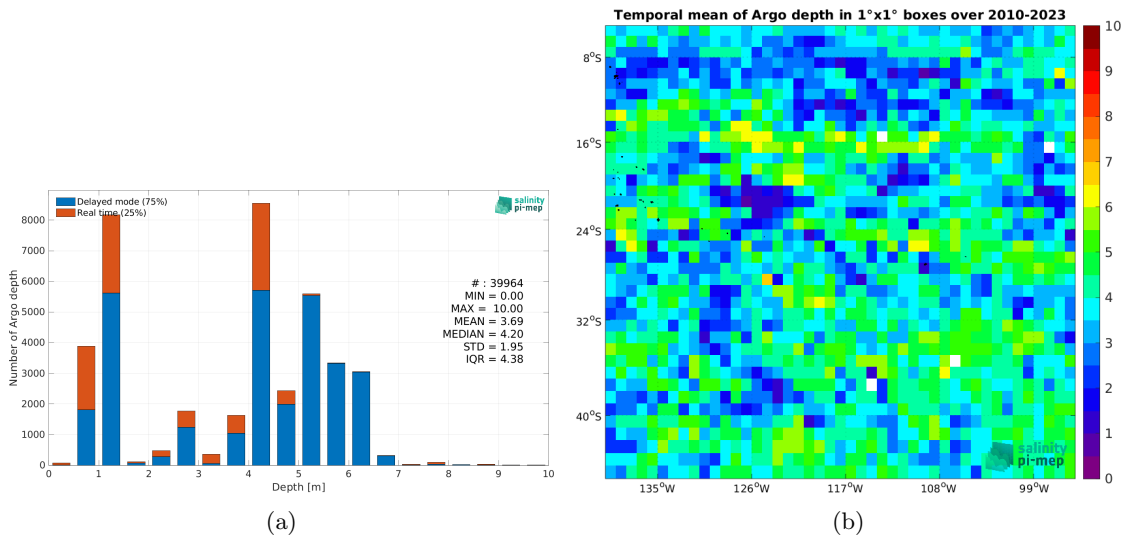 Temporal mean of Argo depth in 1°x1° boxes over 2010-2023
Delayed mode (75%)
Real time (25%)
salinity
pi-mep
Number of Argo depth
8000
7000
6000
5000
4000
3000
2000
1000
0
# : 39964
MIN = 0.00
MAX = 10.00
MEAN = 3.69
MEDIAN = 4.20
STD = 1.95
IQR = 4.38
0 1 2 3 4 5 6 7 8 9 10
Depth [m]
(a)
8°S
16°S
24°S
32°S
40°S
135°W 126°W 117°W 108°W 99°W
salinity
pi-mep
10
9
8
7
6
5
4
3
2
1
0
(b)